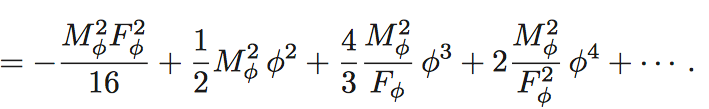 = -\frac{M_\phi^2 F_\phi^2}{16} + \frac{1}{2} M_\phi^2 \phi^2 + \frac{4}{3} \frac{M_\phi^2}{F_\phi} \phi^3 + 2 \frac{M_\phi^2}{F_\phi^2} \phi^4 + \cdots .